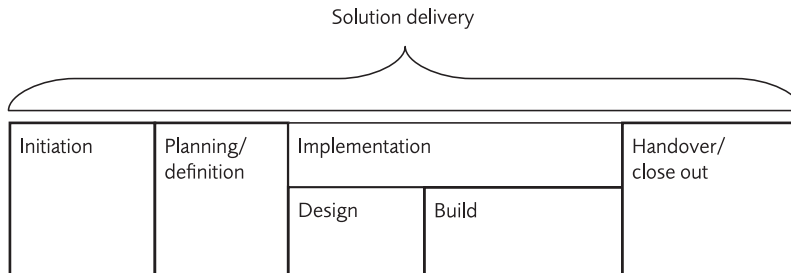 Solution delivery
Initiation
Planning/
definition
Implementation
Handover/
close out
Design
Build